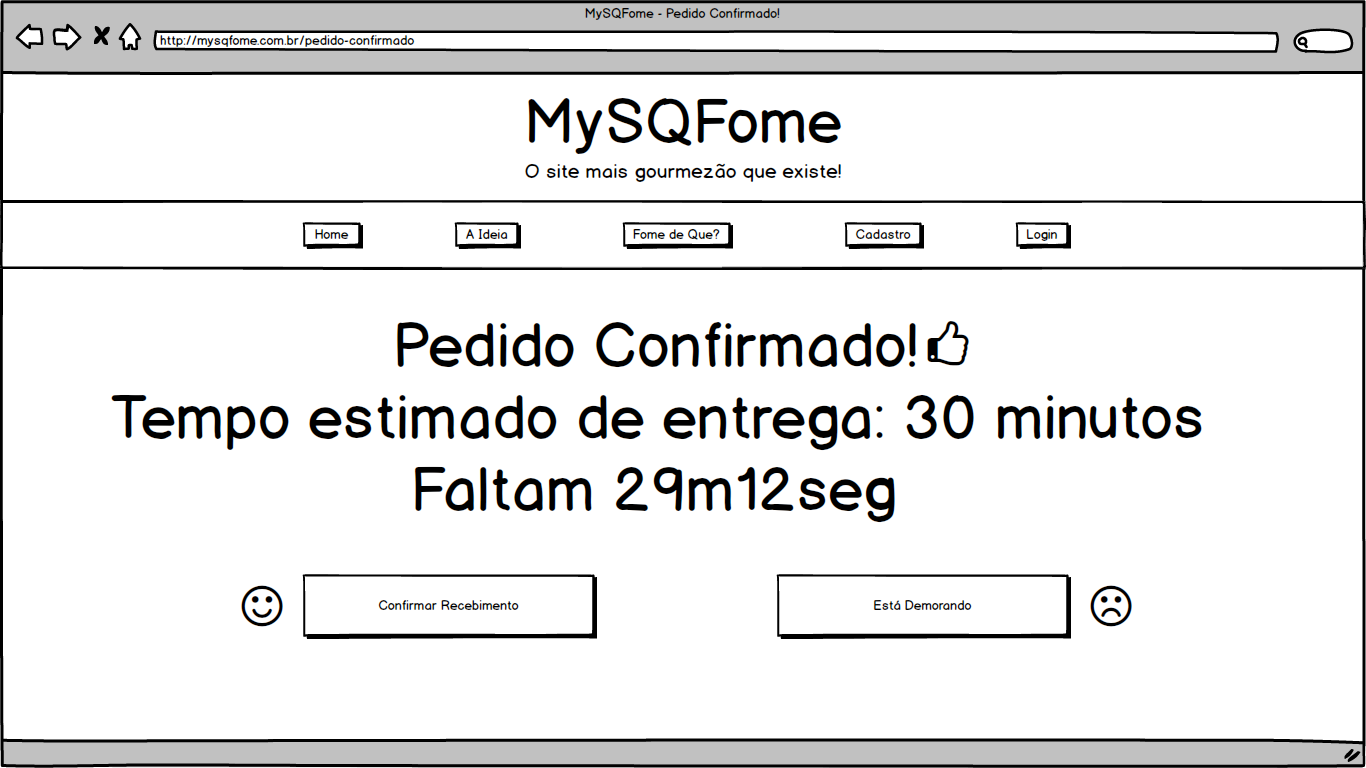 MySQFome - Pedido Confirmado!
http://mysqfome.com.br/pedido-confirmado
MySQFome
O site mais gourmezão que existe!
Home A Ideia Fome de Que? Cadastro Login
Pedido Confirmado!
Tempo estimado de entrega: 30 minutos
Faltam 29m12seg
Confirmar Recebimento Está Demorando